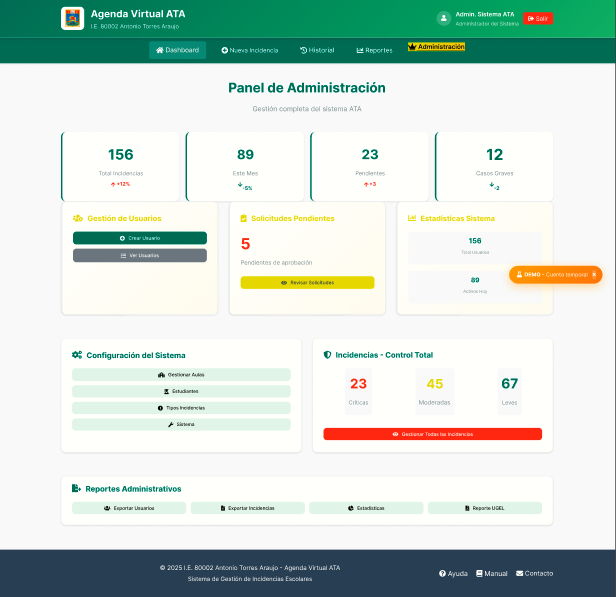 Agenda Virtual ATA
I.E. 80002 Antonio Torres Araujo
Admin. Sistema ATA
Administrador del Sistema
Salir
Dashboard
Nueva Incidencia
Historial
Reportes
Administración
Panel de Administración
Gestión completa del sistema ATA
156
Total Incidencias
+12%
89
Este Mes
-5%
23
Pendientes
+3
12
Casos Graves
-2
Gestión de Usuarios
Crear Usuario
Ver Usuarios
Solicitudes Pendientes
5
Pendientes de aprobación
Revisar Solicitudes
Estadísticas Sistema
156
Total Usuarios
89
Activos Hoy
DEMO - Cuenta temporal
Configuración del Sistema
Gestionar Aulas
Estudiantes
Tipos Incidencias
Sistema
Incidencias - Control Total
23
Críticas
45
Moderadas
67
Leves
Gestionar Todas las Incidencias
Reportes Administrativos
Exportar Usuarios
Exportar Incidencias
Estadísticas
Reporte UGEL
© 2025 I.E. 80002 Antonio Torres Araujo - Agenda Virtual ATA
Sistema de Gestión de Incidencias Escolares
Ayuda
Manual
Contacto